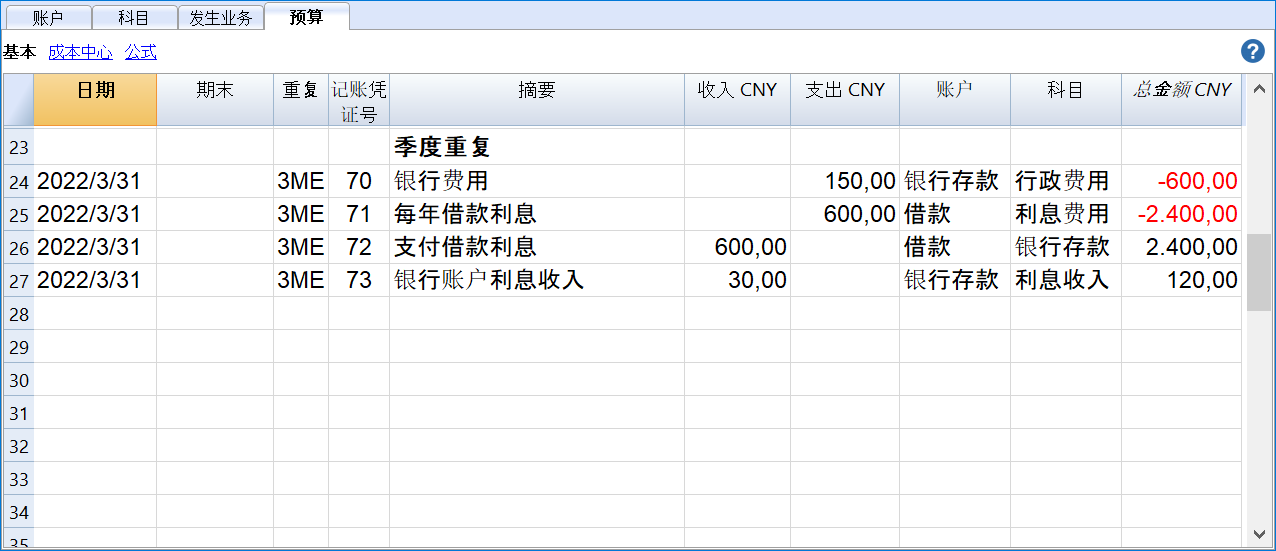 账户 科目 发生业务 预算
基本 成本中心 公式 ?
日期 期末 重复 记账凭证号 摘要 收入 CNY 支出 CNY 账户 科目 总金额 CNY
23 季度重复
24 2022/3/31 3ME 70 银行费用 150,00 银行存款 行政费用 -600,00
25 2022/3/31 3ME 71 每年借款利息 600,00 借款 利息费用 -2.400,00
26 2022/3/31 3ME 72 支付借款利息 600,00 借款 银行存款 2.400,00
27 2022/3/31 3ME 73 银行账户利息收入 30,00 银行存款 利息收入 120,00
28
29
30
31
32
33
34
35